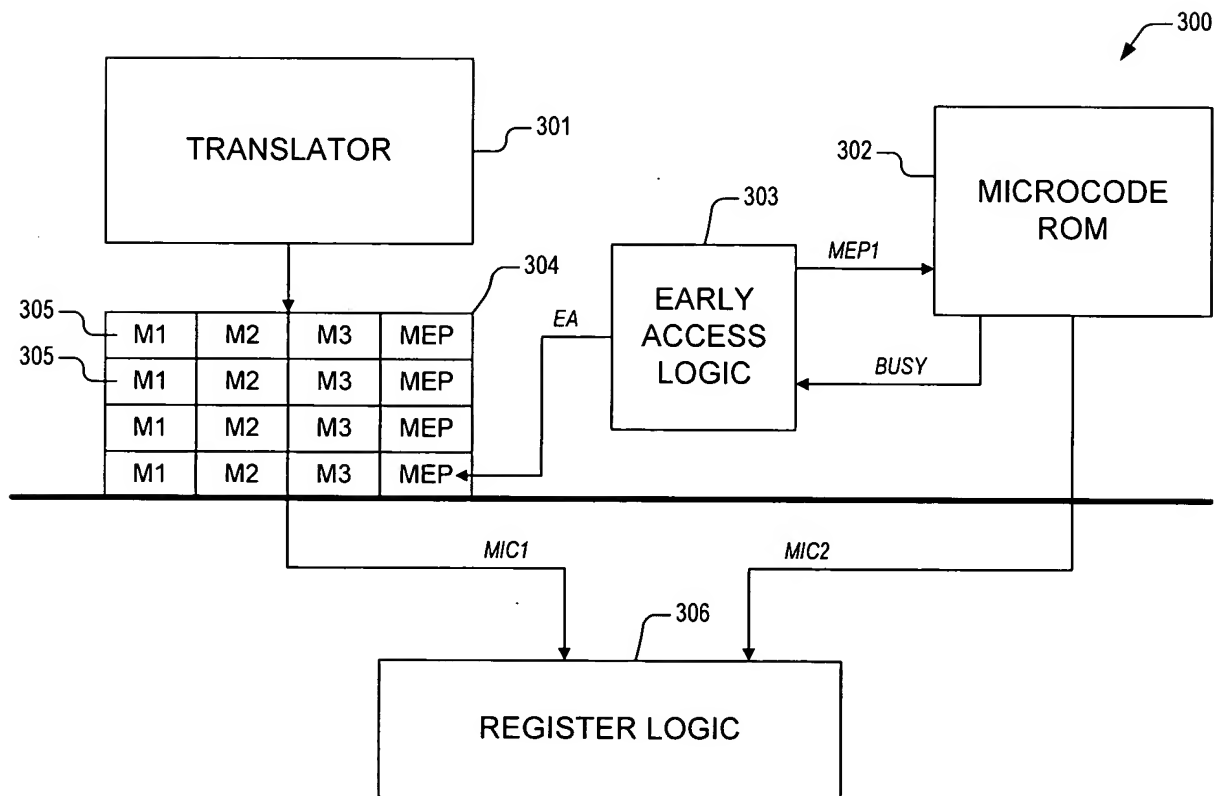 300
TRANSLATOR
301
302
MICROCODE
ROM
303
EARLY
ACCESS
LOGIC
MEP1
BUSY
EA
304
305
M1 M2 M3 MEP
305
M1 M2 M3 MEP
M1 M2 M3 MEP
M1 M2 M3 MEP
MIC1
MIC2
306
REGISTER LOGIC